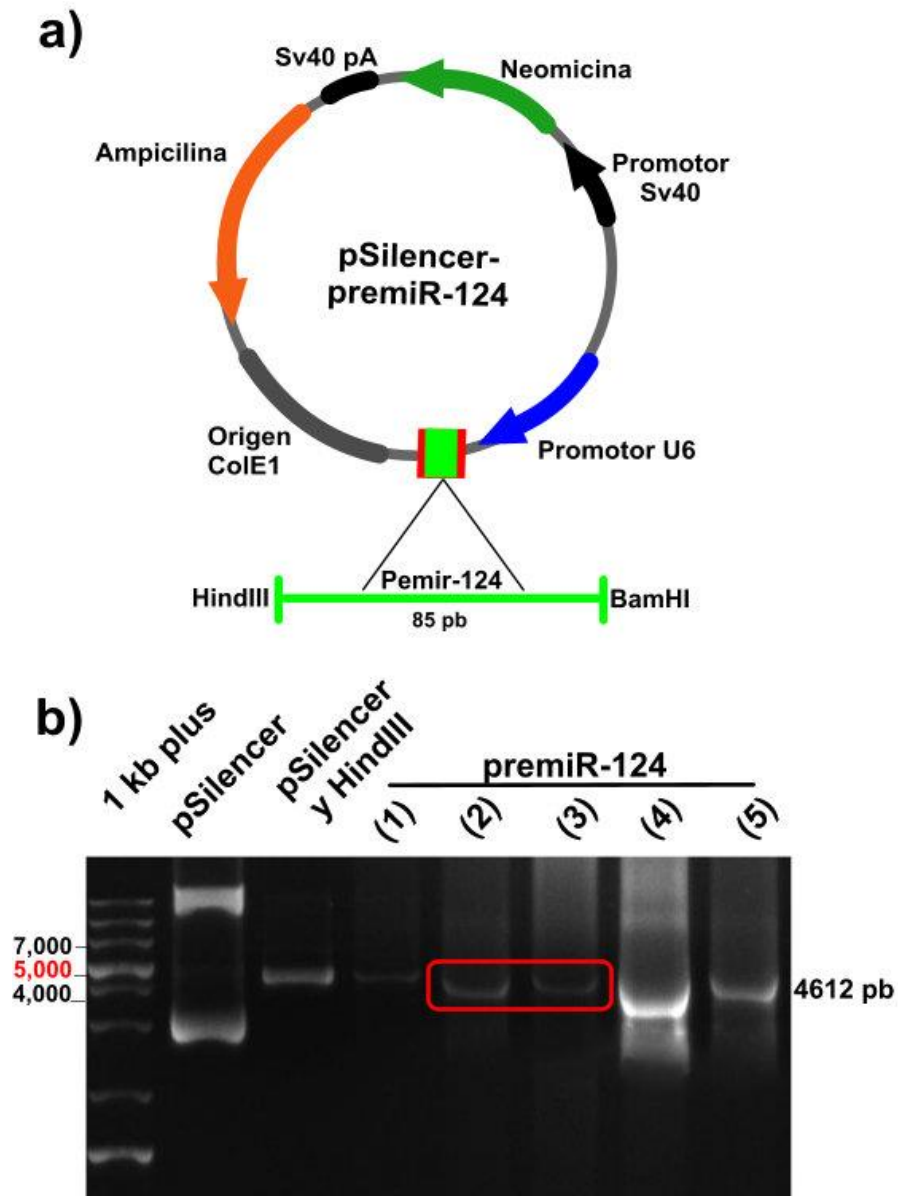 a)
Sv40 pA
Neomicina
Ampicilina
Promotor
Sv40
pSilencer-
premiR-124
Origen
ColE1
Promotor U6
Pemir-124
HindIII
BamHI
85 pb
b)
1 kb plus
pSilencer
pSilencer
y HindIII
premiR-124
(1)
(2)
(3)
(4)
(5)
7,000
5,000
4,000
4612 pb